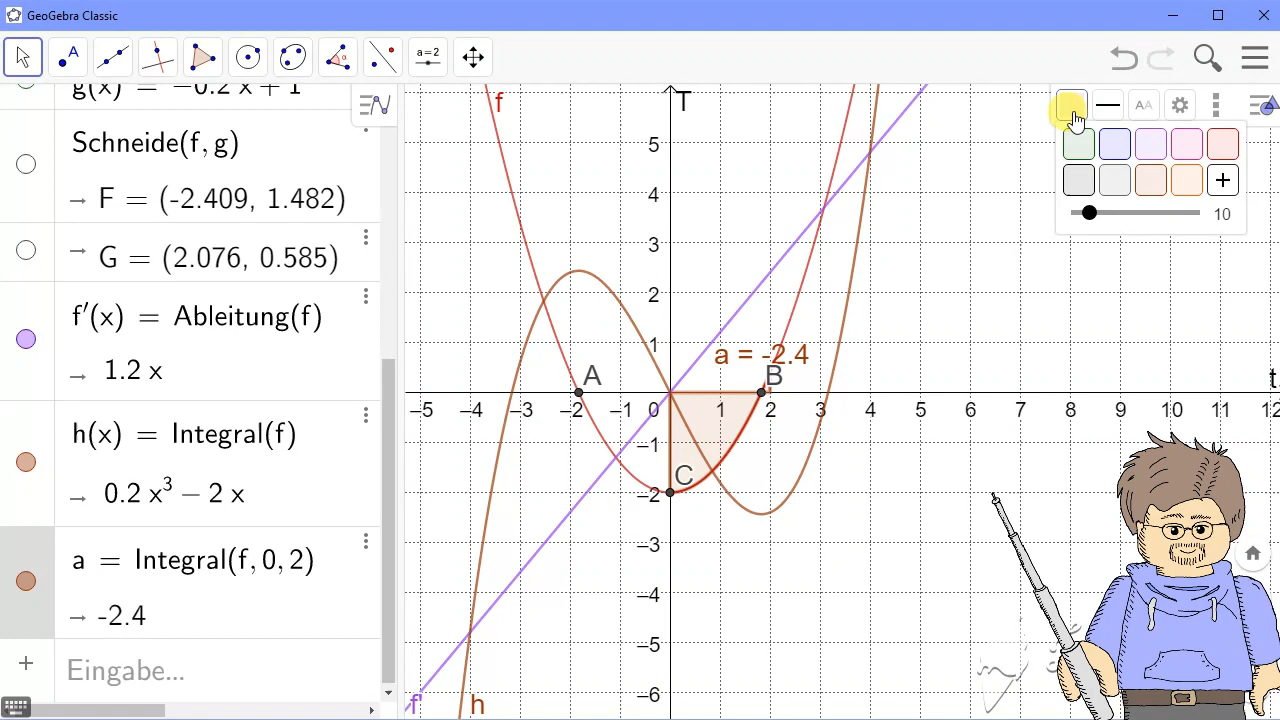 GeoGebra Classic
A
a=2
g(x) = −0.2 x + 1
Schneide(f, g)
→ F = (-2.409, 1.482)
→ G = (2.076, 0.585)
f′(x) = Ableitung(f)
→ 1.2 x
h(x) = Integral(f)
→ 0.2 x³ − 2 x
a = Integral(f, 0, 2)
→ -2.4
+ Eingabe...
f
T
AA
+
10
5
4
3
2
1
a = -2.4
A
B
t
−5 −4 −3 −2 −1 0 1 2 3 4 5 6 7 8 9 10 11 12
−1
C
−2
−3
−4
−5
−6
f'
h